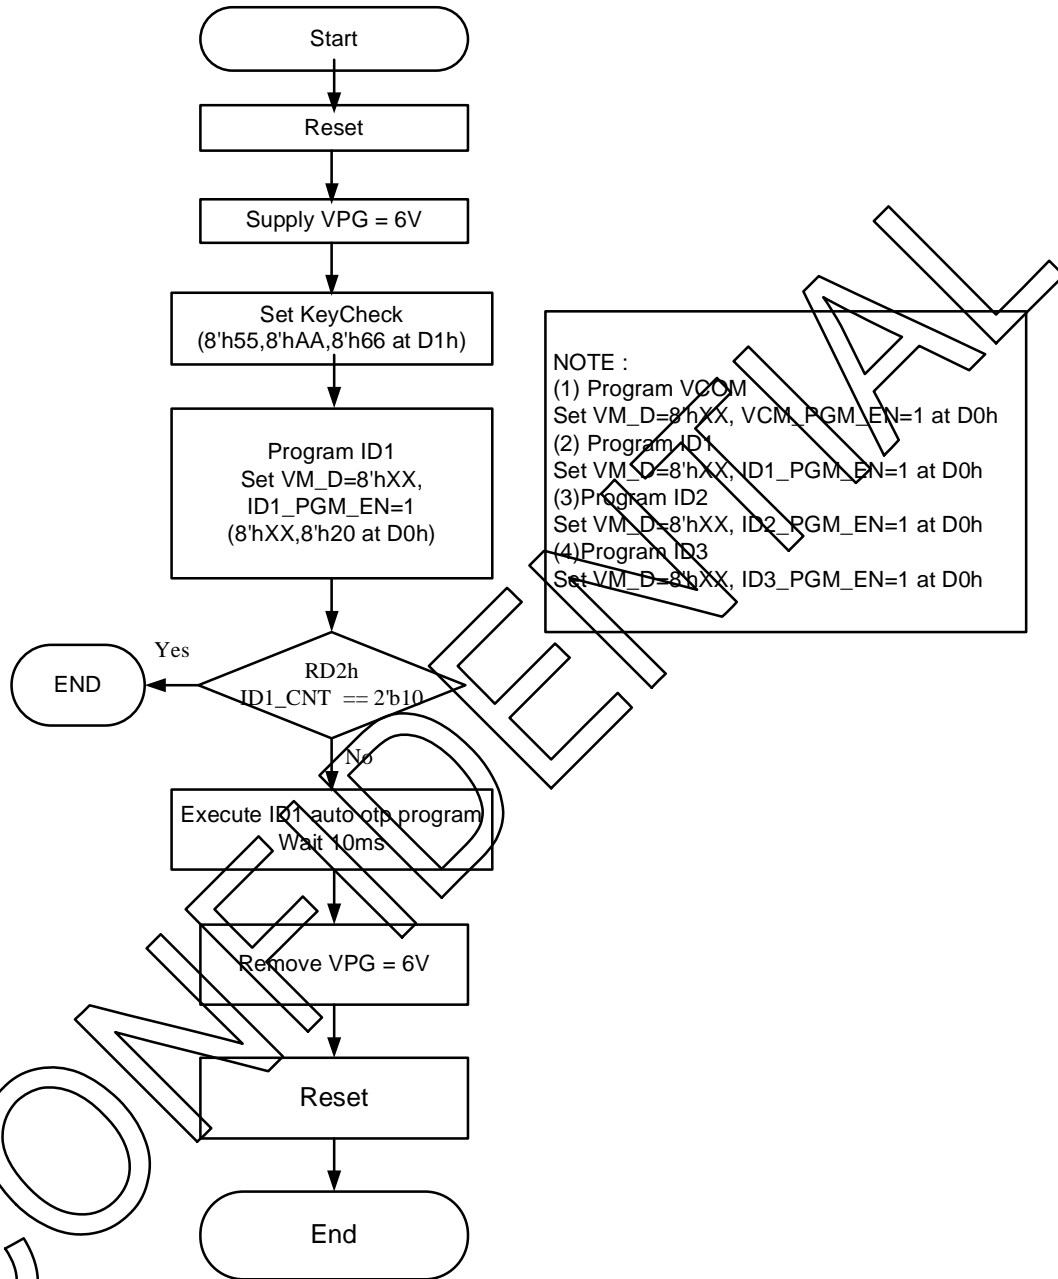 Start
Reset
Supply VPG = 6V
Set KeyCheck
(8'h55,8'hAA,8'h66 at D1h)
Program ID1
Set VM_D=8'hXX,
ID1_PGM_EN=1
(8'hXX,8'h20 at D0h)
Yes
END
RD2h
ID1_CNT == 2'b10
No
Execute ID1 auto otp program
Wait 10ms
Remove VPG = 6V
Reset
End
NOTE :
(1) Program VCOM
Set VM_D=8'hXX, VCM_PGM_EN=1 at D0h
(2) Program ID1
Set VM_D=8'hXX, ID1_PGM_EN=1 at D0h
(3)Program ID2
Set VM_D=8'hXX, ID2_PGM_EN=1 at D0h
(4)Program ID3
Set VM_D=8'hXX, ID3_PGM_EN=1 at D0h
CONFIDENTIAL